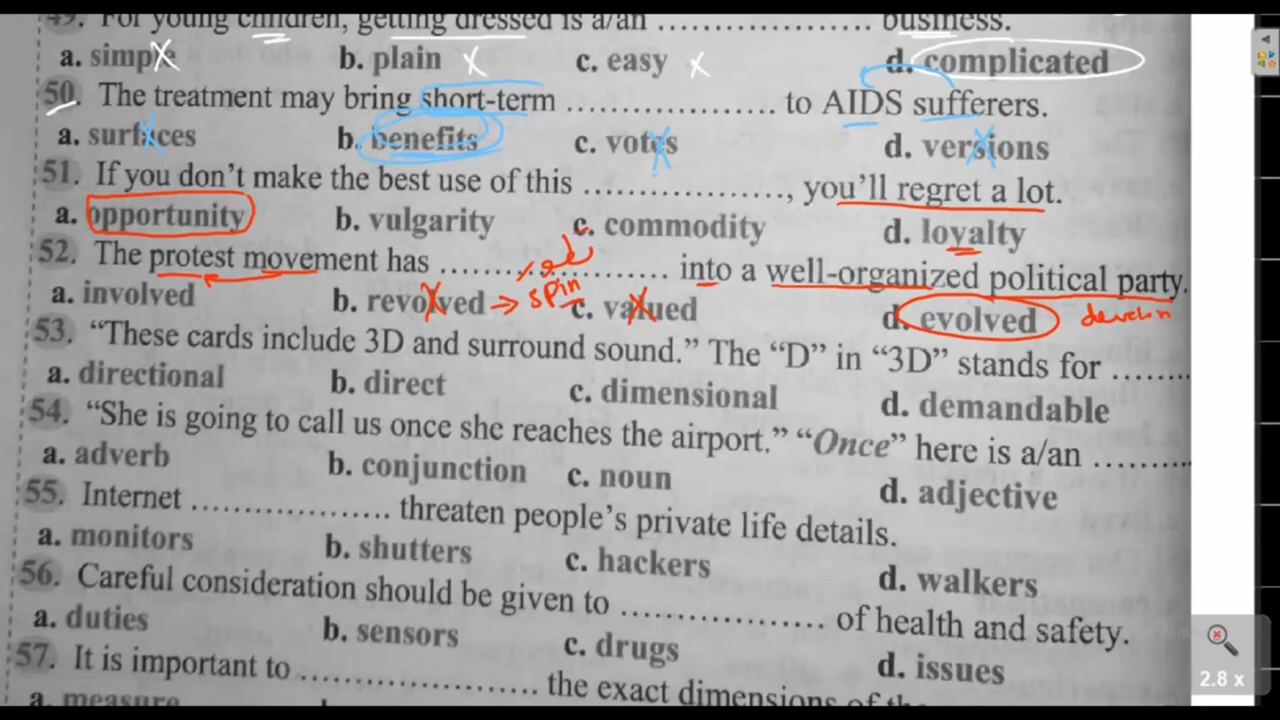 49. For young children, getting dressed is a/an .................... business.
a. simple b. plain c. easy d. complicated
50. The treatment may bring short-term .................... to AIDS sufferers.
a. surfaces b. benefits c. votes d. versions
51. If you don't make the best use of this ...................., you'll regret a lot.
a. opportunity b. vulgarity c. commodity d. loyalty
52. The protest movement has .................... into a well-organized political party.
تطور
a. involved b. revolved → spin c. valued d. evolved
53. "These cards include 3D and surround sound." The "D" in "3D" stands for ........
a. directional b. direct c. dimensional d. demandable
54. "She is going to call us once she reaches the airport." "Once" here is a/an ..........
a. adverb b. conjunction c. noun d. adjective
55. Internet .................... threaten people's private life details.
a. monitors b. shutters c. hackers d. walkers
56. Careful consideration should be given to .................... of health and safety.
a. duties b. sensors c. drugs d. issues
57. It is important to .................... the exact dimensions of the
a. measure
2.8 x